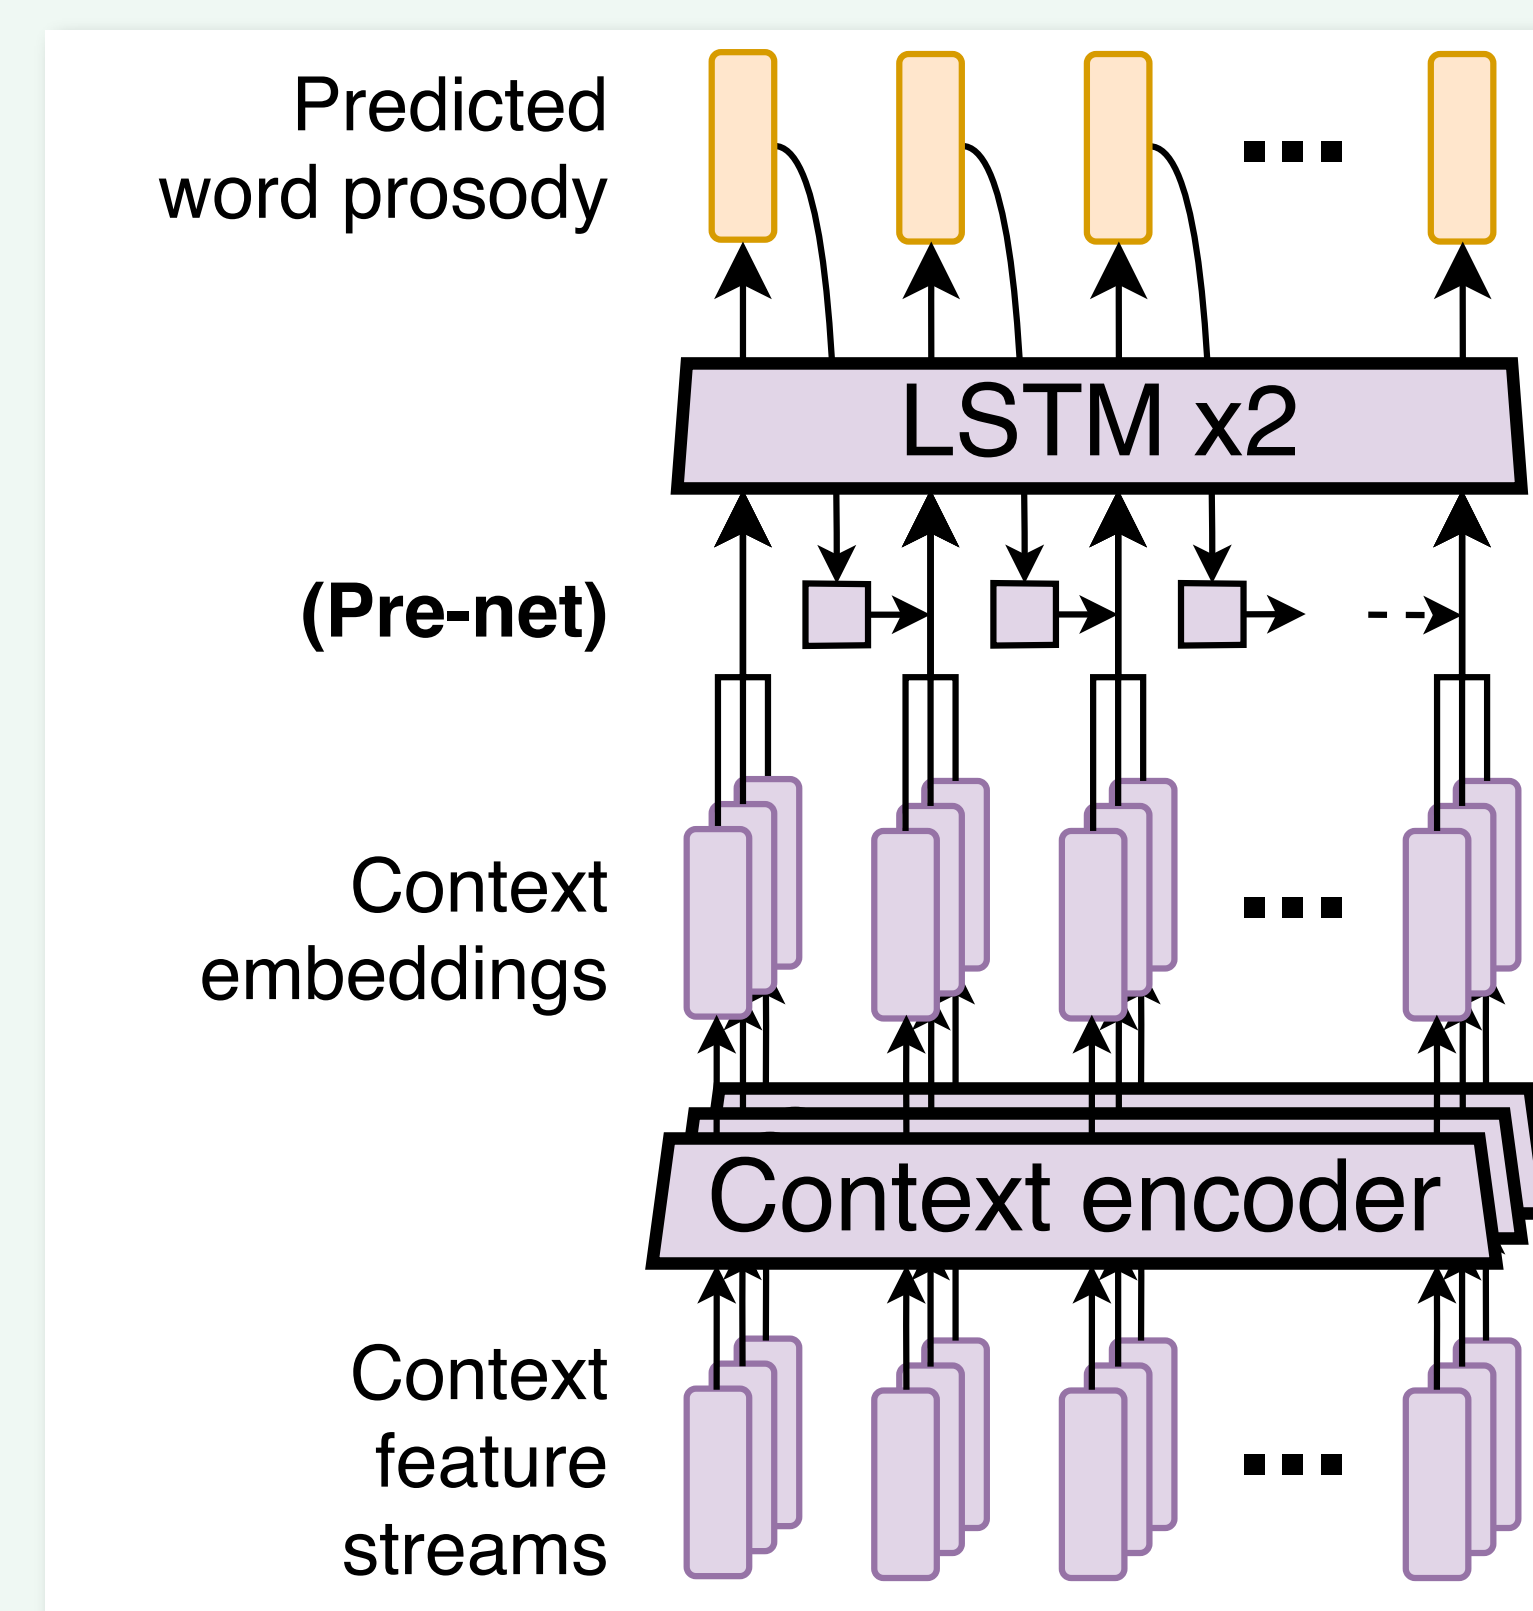 Predicted
word prosody
LSTM x2
(Pre-net)
Context
embeddings
Context encoder
Context
feature
streams